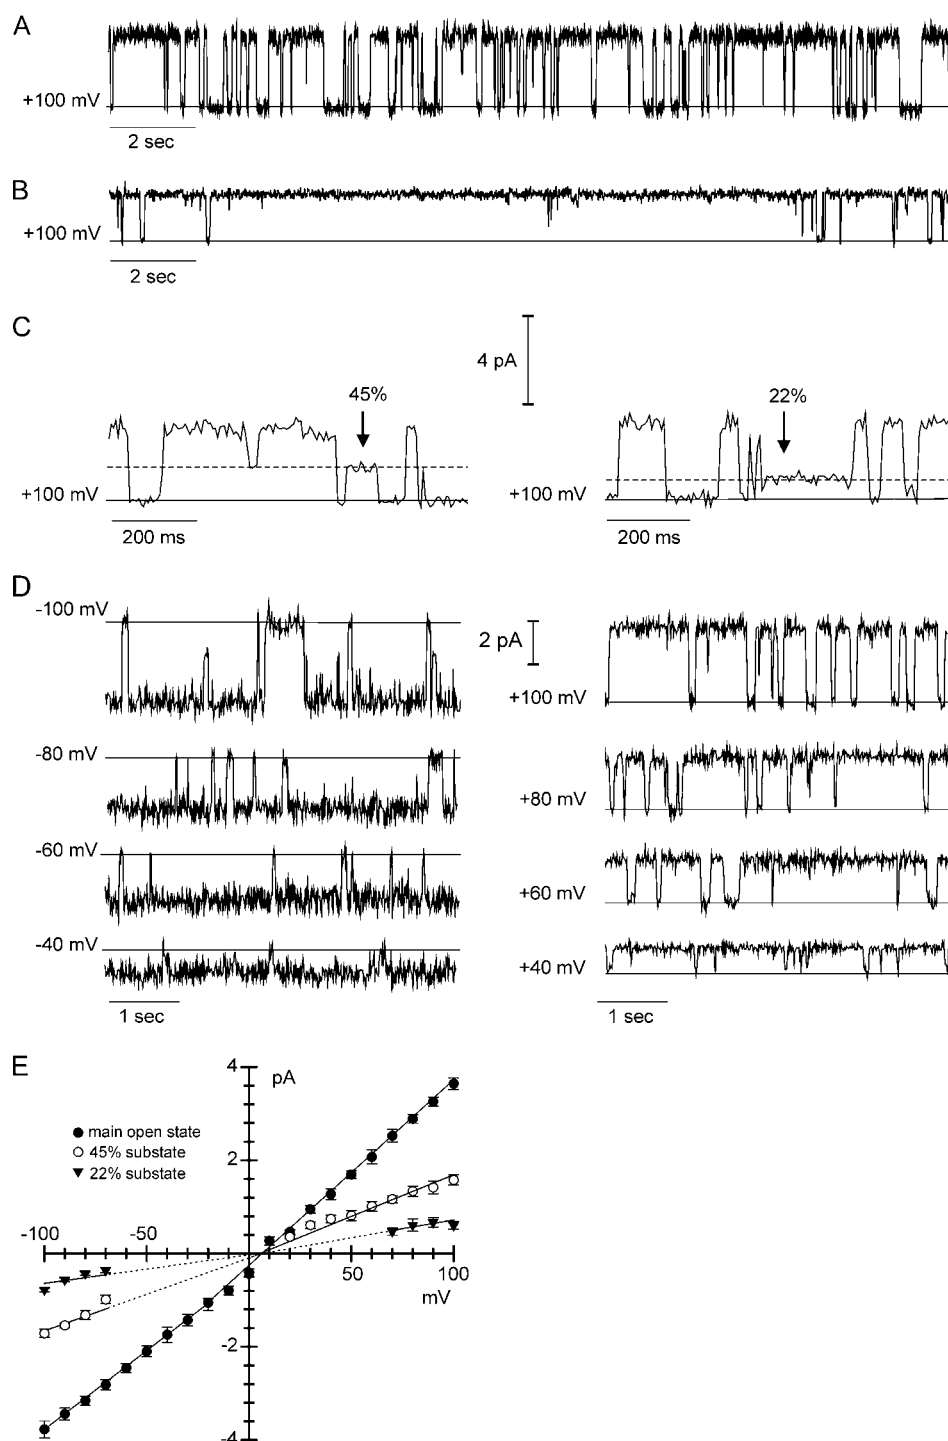 A
+100 mV
2 sec
B
+100 mV
2 sec
C
4 pA
45%
22%
+100 mV
+100 mV
200 ms
200 ms
D
-100 mV
2 pA
+100 mV
-80 mV
+80 mV
-60 mV
+60 mV
-40 mV
+40 mV
1 sec
1 sec
E
4
pA
main open state
45% substate
22% substate
2
-100
-50
50
100
mV
-2
-4